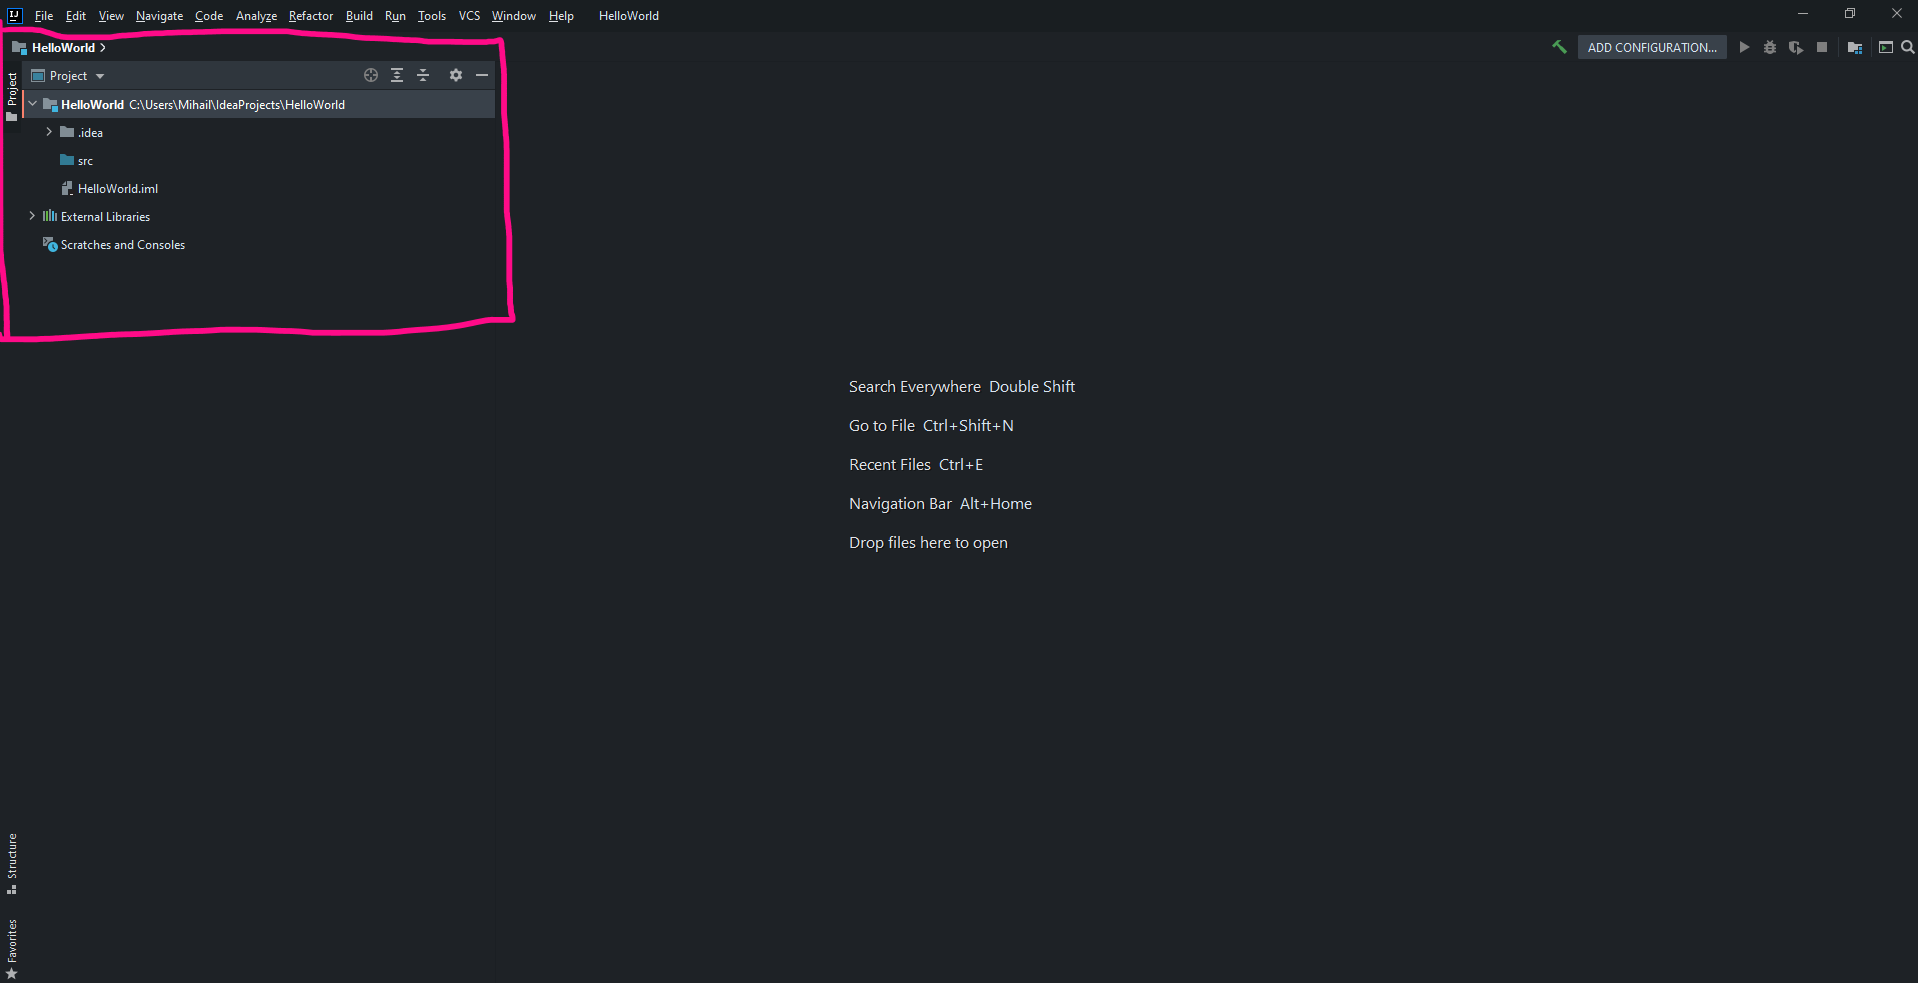 IJ File Edit View Navigate Code Analyze Refactor Build Run Tools VCS Window Help HelloWorld
HelloWorld
ADD CONFIGURATION...
Project
Project
HelloWorld C:\Users\Mihail\IdeaProjects\HelloWorld
.idea
src
HelloWorld.iml
External Libraries
Scratches and Consoles
Search Everywhere Double Shift
Go to File Ctrl+Shift+N
Recent Files Ctrl+E
Navigation Bar Alt+Home
Drop files here to open
Structure
Favorites